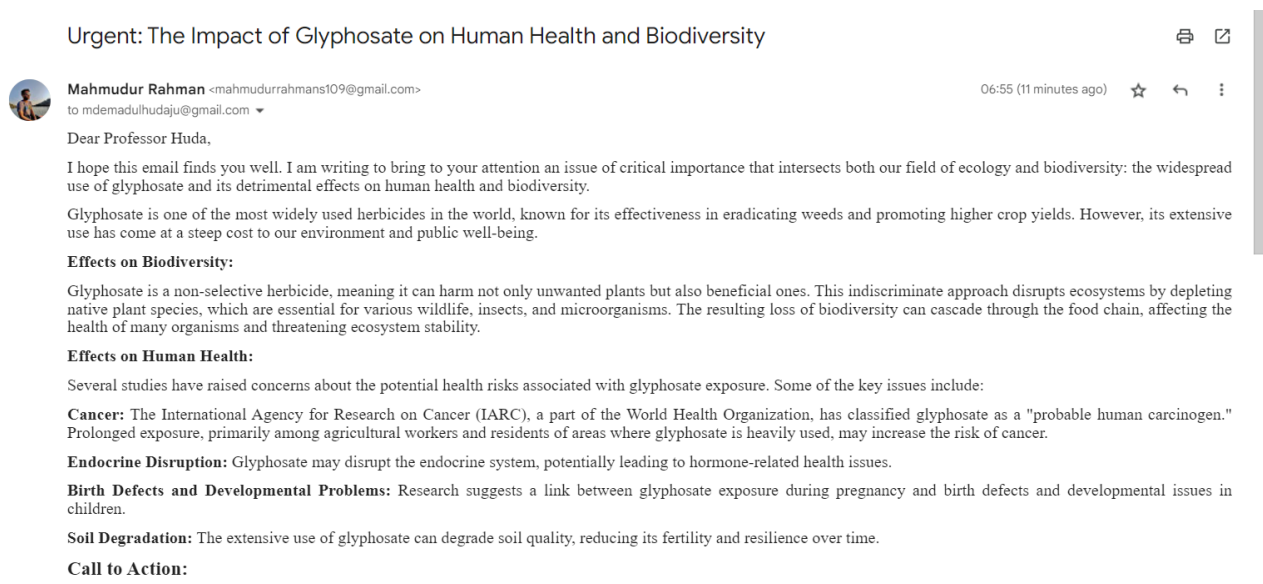 Urgent: The Impact of Glyphosate on Human Health and Biodiversity
Mahmudur Rahman <mahmudurrahmans109@gmail.com>
06:55 (11 minutes ago)
to mdemadulhudaju@gmail.com
Dear Professor Huda,
I hope this email finds you well. I am writing to bring to your attention an issue of critical importance that intersects both our field of ecology and biodiversity: the widespread
use of glyphosate and its detrimental effects on human health and biodiversity.
Glyphosate is one of the most widely used herbicides in the world, known for its effectiveness in eradicating weeds and promoting higher crop yields. However, its extensive
use has come at a steep cost to our environment and public well-being.
Effects on Biodiversity:
Glyphosate is a non-selective herbicide, meaning it can harm not only unwanted plants but also beneficial ones. This indiscriminate approach disrupts ecosystems by depleting
native plant species, which are essential for various wildlife, insects, and microorganisms. The resulting loss of biodiversity can cascade through the food chain, affecting the
health of many organisms and threatening ecosystem stability.
Effects on Human Health:
Several studies have raised concerns about the potential health risks associated with glyphosate exposure. Some of the key issues include:
Cancer: The International Agency for Research on Cancer (IARC), a part of the World Health Organization, has classified glyphosate as a "probable human carcinogen."
Prolonged exposure, primarily among agricultural workers and residents of areas where glyphosate is heavily used, may increase the risk of cancer.
Endocrine Disruption: Glyphosate may disrupt the endocrine system, potentially leading to hormone-related health issues.
Birth Defects and Developmental Problems: Research suggests a link between glyphosate exposure during pregnancy and birth defects and developmental issues in
children.
Soil Degradation: The extensive use of glyphosate can degrade soil quality, reducing its fertility and resilience over time.
Call to Action: